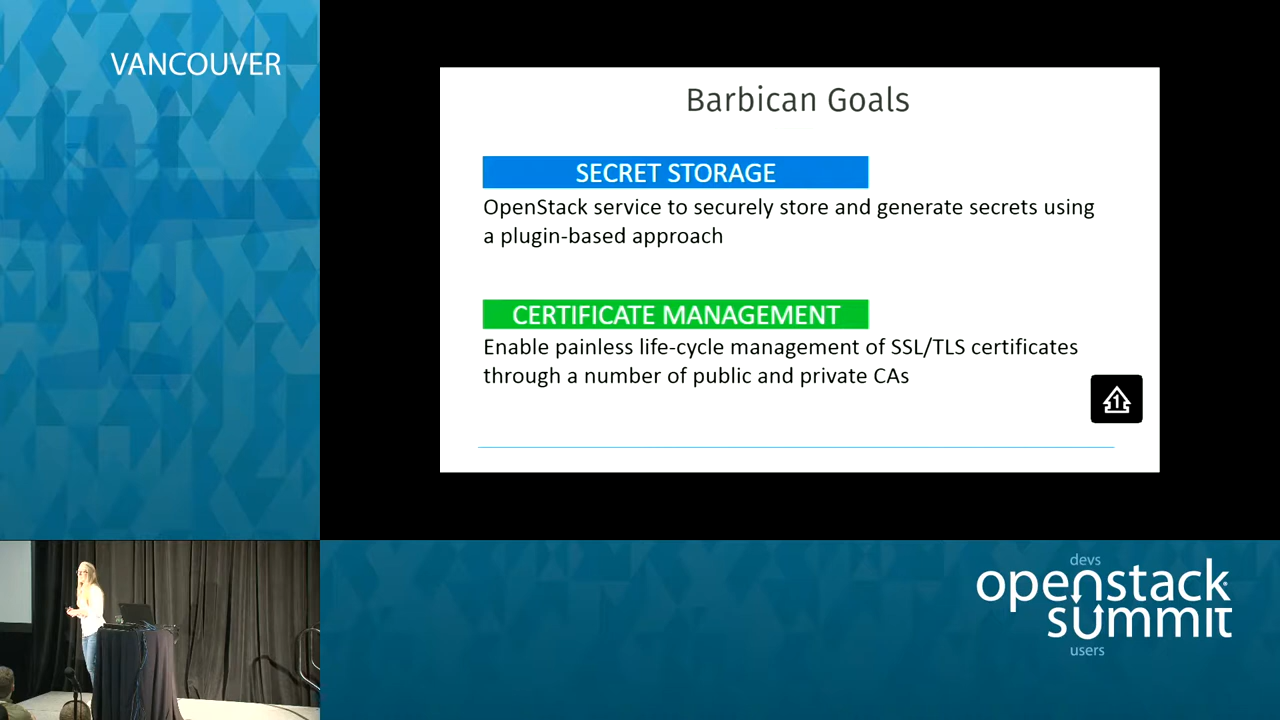 VANCOUVER
Barbican Goals
SECRET STORAGE
OpenStack service to securely store and generate secrets using
a plugin-based approach
CERTIFICATE MANAGEMENT
Enable painless life-cycle management of SSL/TLS certificates
through a number of public and private CAs
1
devs
openstack
summit
users